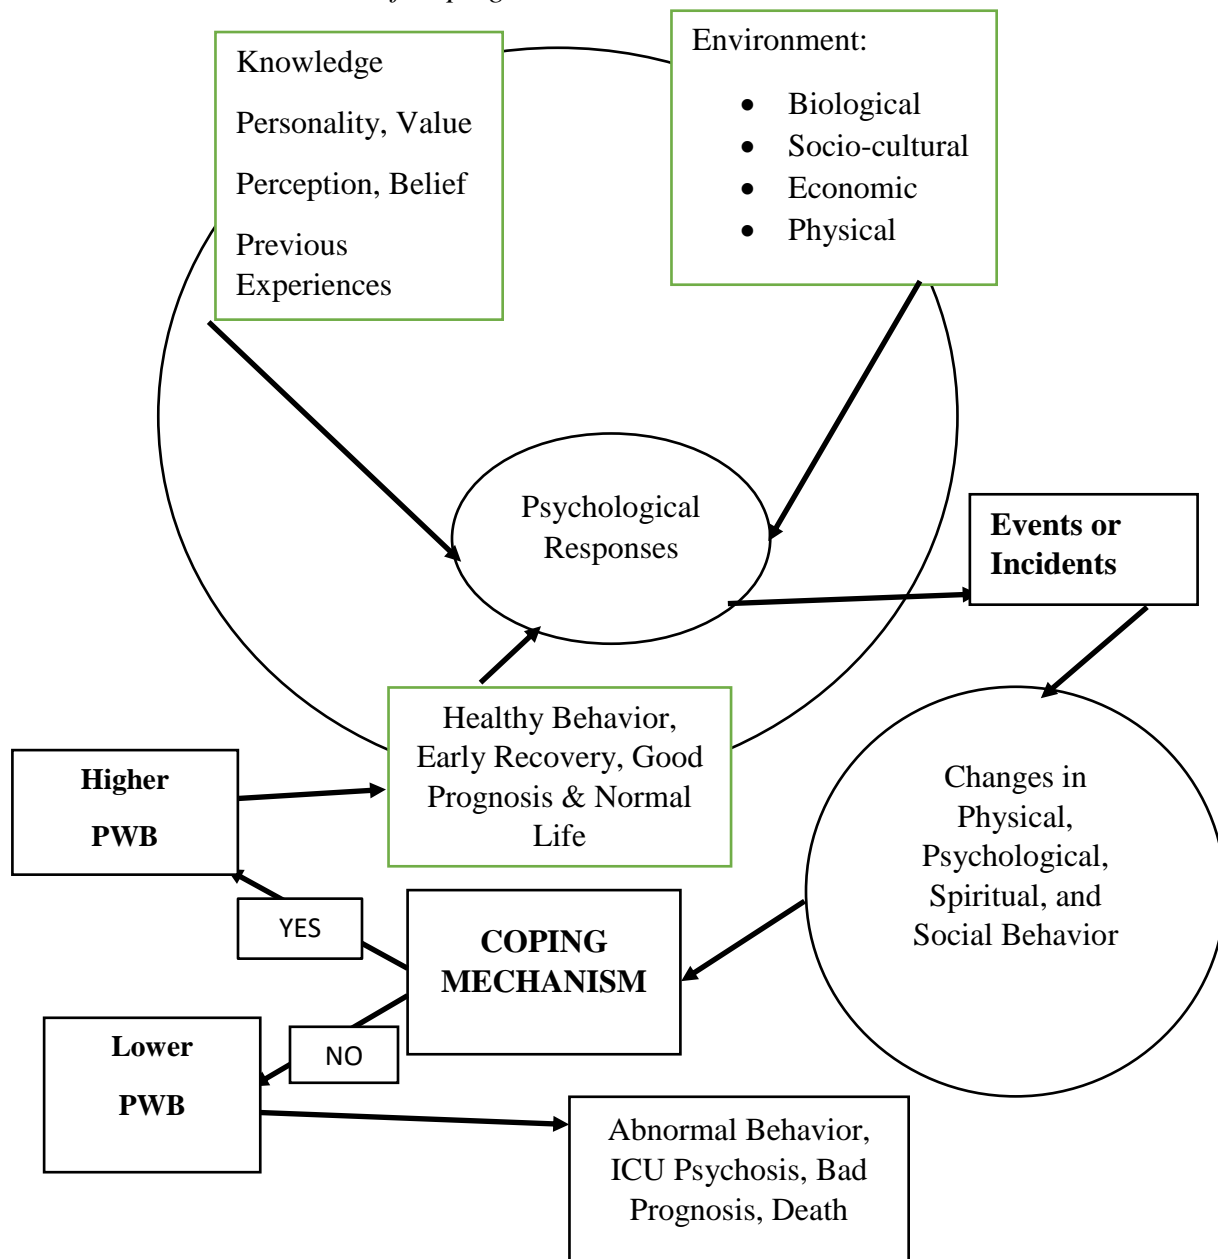 Knowledge
Personality, Value
Perception, Belief
Previous
Experiences
Environment:
• Biological
• Socio-cultural
• Economic
• Physical
Psychological
Responses
Events or
Incidents
Healthy Behavior,
Early Recovery, Good
Prognosis & Normal
Life
Higher
PWB
Changes in
Physical,
Psychological,
Spiritual, and
Social Behavior
YES
COPING
MECHANISM
NO
Lower
PWB
Abnormal Behavior,
ICU Psychosis, Bad
Prognosis, Death